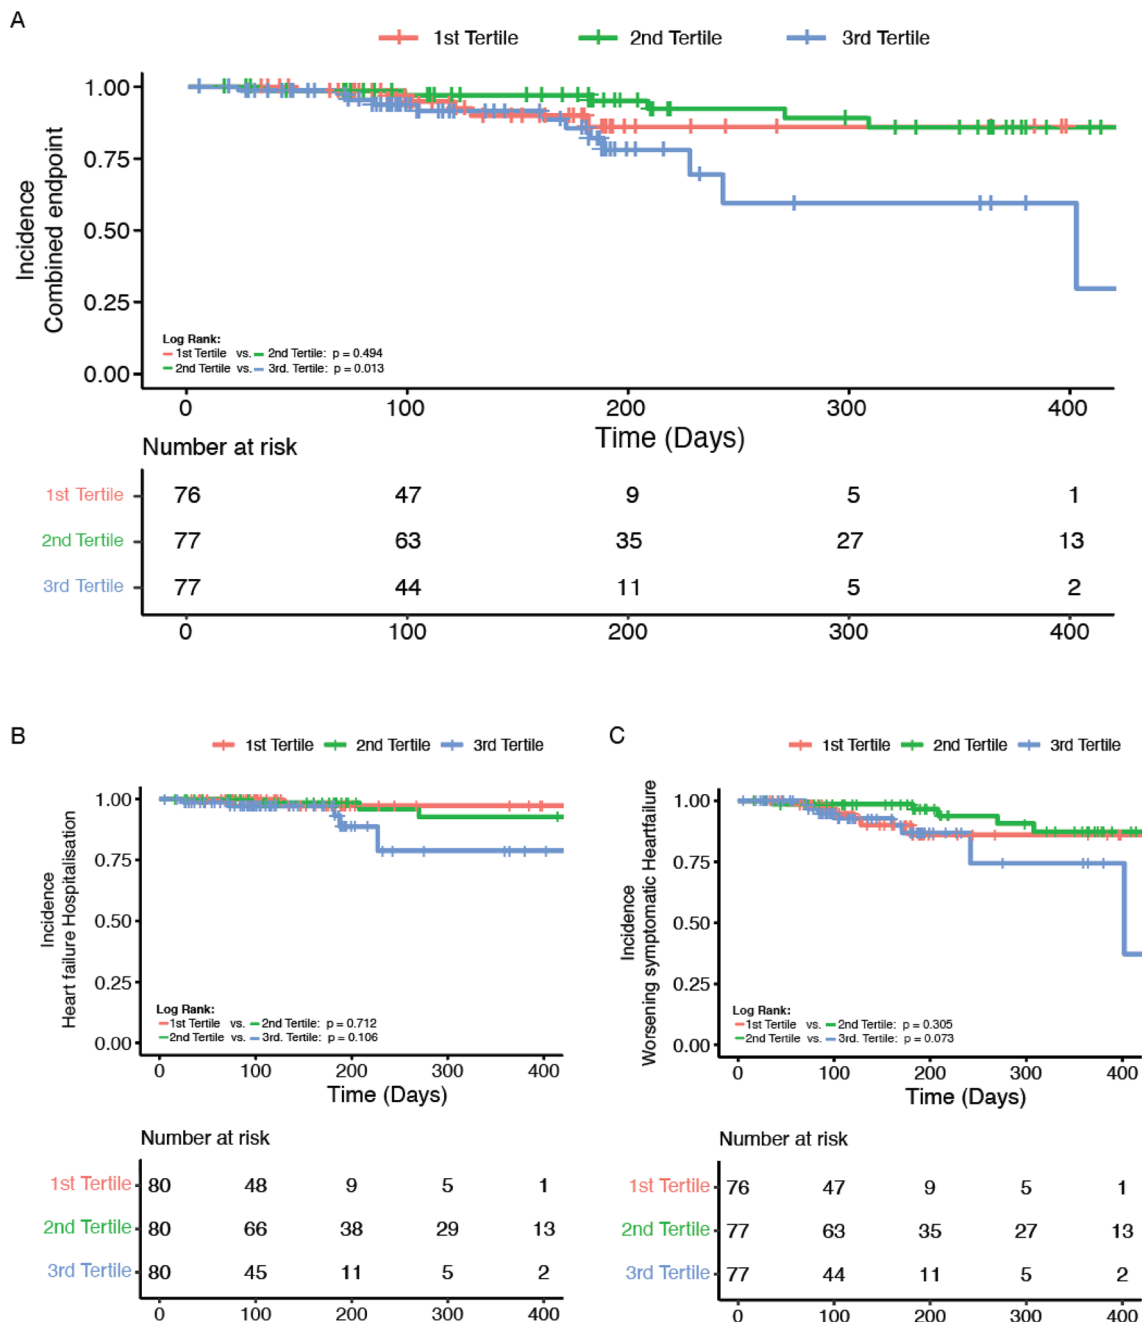 A
1st Tertile 2nd Tertile 3rd Tertile
1.00
0.75
0.50
0.25
0.00
Incidence
Combined endpoint
Log Rank:
1st Tertile vs. 2nd Tertile: p = 0.494
2nd Tertile vs. 3rd. Tertile: p = 0.013
0 100 200 300 400
Time (Days)
Number at risk
1st Tertile 76 47 9 5 1
2nd Tertile 77 63 35 27 13
3rd Tertile 77 44 11 5 2
0 100 200 300 400
B
1st Tertile 2nd Tertile 3rd Tertile
1.00
0.75
0.50
0.25
0.00
Incidence
Heart failure Hospitalisation
Log Rank:
1st Tertile vs. 2nd Tertile: p = 0.712
2nd Tertile vs. 3rd. Tertile: p = 0.106
0 100 200 300 400
Time (Days)
Number at risk
1st Tertile 80 48 9 5 1
2nd Tertile 80 66 38 29 13
3rd Tertile 80 45 11 5 2
0 100 200 300 400
C
1st Tertile 2nd Tertile 3rd Tertile
1.00
0.75
0.50
0.25
0.00
Incidence
Worsening symptomatic Heartfailure
Log Rank:
1st Tertile vs. 2nd Tertile: p = 0.305
2nd Tertile vs. 3rd. Tertile: p = 0.073
0 100 200 300 400
Time (Days)
Number at risk
1st Tertile 76 47 9 5 1
2nd Tertile 77 63 35 27 13
3rd Tertile 77 44 11 5 2
0 100 200 300 400